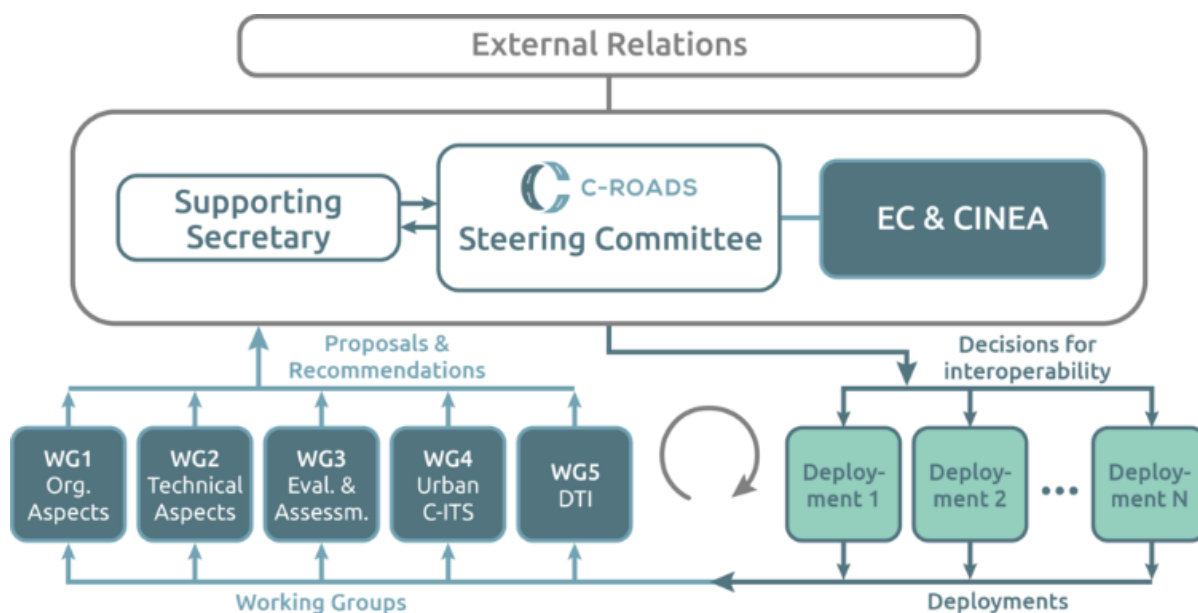 External Relations
Supporting
Secretary
C-ROADS
Steering Committee
EC & CINEA
Proposals &
Recommendations
Decisions for
interoperability
WG1
Org.
Aspects
WG2
Technical
Aspects
WG3
Eval. &
Assessm.
WG4
Urban
C-ITS
WG5
DTI
Deploy-
ment 1
Deploy-
ment 2
•••
Deploy-
ment N
Working Groups
Deployments